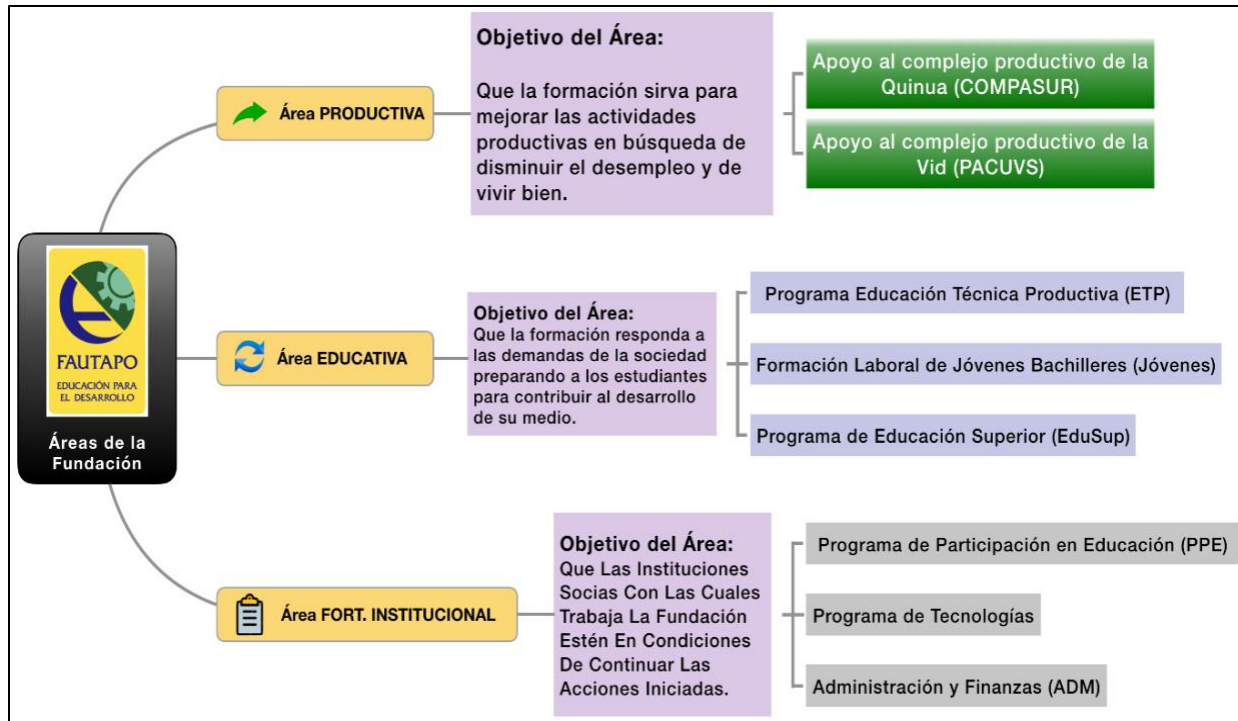 FAUTAPO
EDUCACIÓN PARA
EL DESARROLLO
Áreas de la
Fundación
Área PRODUCTIVA
Objetivo del Área:
Que la formación sirva para
mejorar las actividades
productivas en búsqueda de
disminuir el desempleo y de
vivir bien.
Apoyo al complejo productivo de la
Quinua (COMPASUR)
Apoyo al complejo productivo de la
Vid (PACUVS)
Área EDUCATIVA
Objetivo del Área:
Que la formación responda a
las demandas de la sociedad
preparando a los estudiantes
para contribuir al desarrollo
de su medio.
Programa Educación Técnica Productiva (ETP)
Formación Laboral de Jóvenes Bachilleres (Jóvenes)
Programa de Educación Superior (EduSup)
Área FORT. INSTITUCIONAL
Objetivo del Área:
Que Las Instituciones
Socias Con Las Cuales
Trabaja La Fundación
Estén En Condiciones
De Continuar Las
Acciones Iniciadas.
Programa de Participación en Educación (PPE)
Programa de Tecnologías
Administración y Finanzas (ADM)